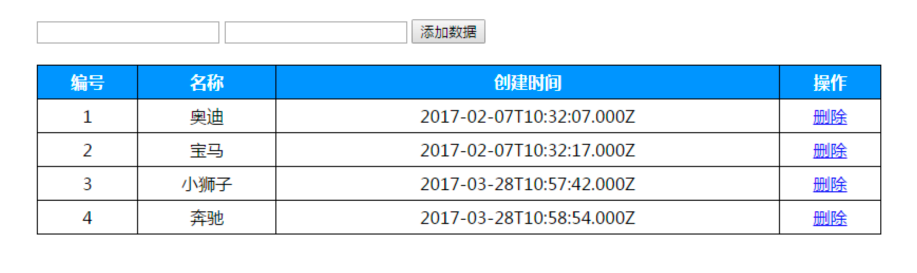 添加数据
编号 名称 创建时间 操作
1 奥迪 2017-02-07T10:32:07.000Z 删除
2 宝马 2017-02-07T10:32:17.000Z 删除
3 小狮子 2017-03-28T10:57:42.000Z 删除
4 奔驰 2017-03-28T10:58:54.000Z 删除